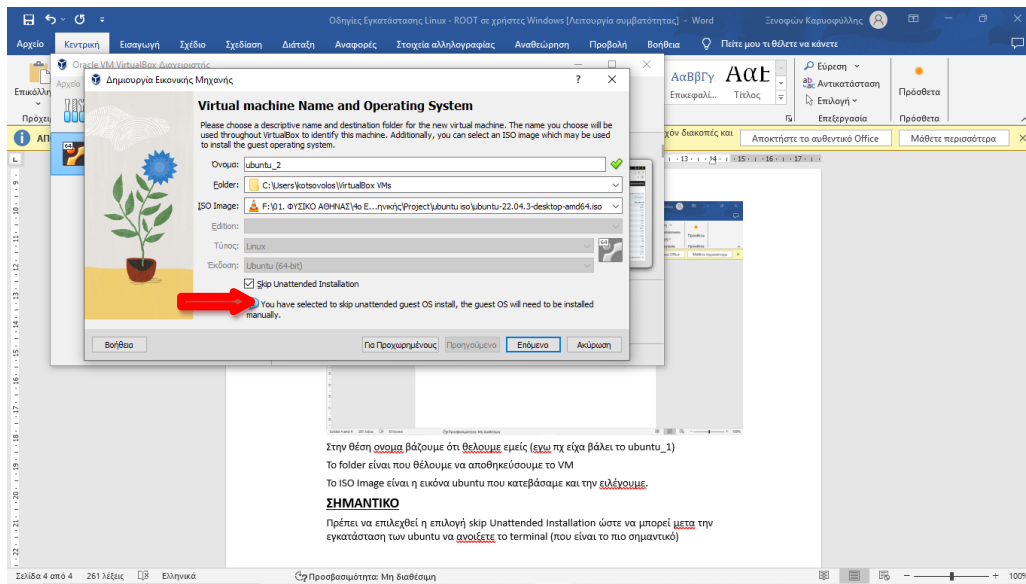 Οδηγίες Εγκατάστασης Linux - ROOT σε χρήστες Windows [Λειτουργία συμβατότητας] - Word
Ξενοφών Καρυοφύλλης
Αρχείο Κεντρική Εισαγωγή Σχέδιο Σχεδίαση Διάταξη Αναφορές Στοιχεία αλληλογραφίας Αναθεώρηση Προβολή Βοήθεια Πείτε μου τι θέλετε να κάνετε
Oracle VM VirtualBox Διαχειριστής
Αρχείο
Δημιουργία Εικονικής Μηχανής
ΑαΒβΓγ
Επικεφαλί...
Τίτλος
Εύρεση
Αντικατάσταση
Επιλογή
Επεξεργασία
Πρόσθετα
Πρόσθετα
διακοπές και
Αποκτήστε το αυθεντικό Office
Μάθετε περισσότερα
Virtual machine Name and Operating System
Please choose a descriptive name and destination folder for the new virtual machine. The name you choose will be
used throughout VirtualBox to identify this machine. Additionally, you can select an ISO image which may be used
to install the guest operating system.
Όνομα: ubuntu_2
Folder: C:\Users\kotsovolos\VirtualBox VMs
ISO Image: F:\01. ΦΥΣΙΚΟ ΑΘΗΝΑΣ\4ο Ε...ηνικής\Project\ubuntu iso\ubuntu-22.04.3-desktop-amd64.iso
Edition:
Τύπος: Linux
Έκδοση: Ubuntu (64-bit)
Skip Unattended Installation
You have selected to skip unattended guest OS install, the guest OS will need to be installed
manually.
Βοήθεια Για Προχωρημένους Προηγούμενο Επόμενο Ακύρωση
Στην θέση ονομα βάζουμε ότι θελουμε εμείς (εγω πχ είχα βάλει το ubuntu_1)
Το folder είναι που θέλουμε να αποθηκεύσουμε το VM
Το ISO Image είναι η εικόνα ubuntu που κατεβάσαμε και την ειλέγουμε.
ΣΗΜΑΝΤΙΚΟ
Πρέπει να επιλεχθεί η επιλογή skip Unattended Installation ώστε να μπορεί μετα την
εγκατάσταση των ubuntu να ανοιξετε το terminal (που είναι το πιο σημαντικό)
Σελίδα 4 από 4 261 λέξεις Ελληνικά Προσβασιμότητα: Μη διαθέσιμη